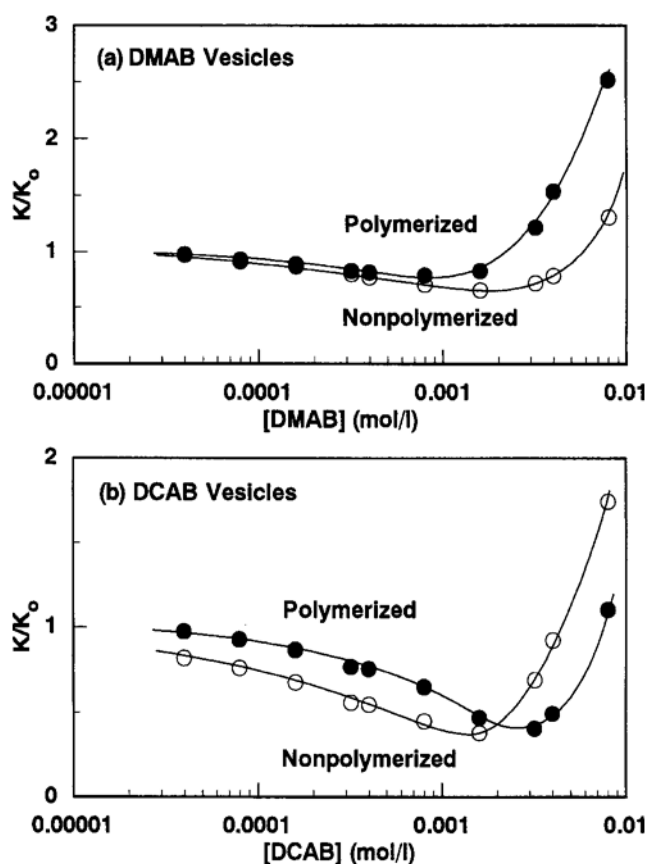 3
(a) DMAB Vesicles
2
K/Ko
Polymerized
1
Nonpolymerized
0
0.00001 0.0001 0.001 0.01
[DMAB] (mol/l)
2
(b) DCAB Vesicles
K/Ko
1
Polymerized
Nonpolymerized
0
0.00001 0.0001 0.001 0.01
[DCAB] (mol/l)